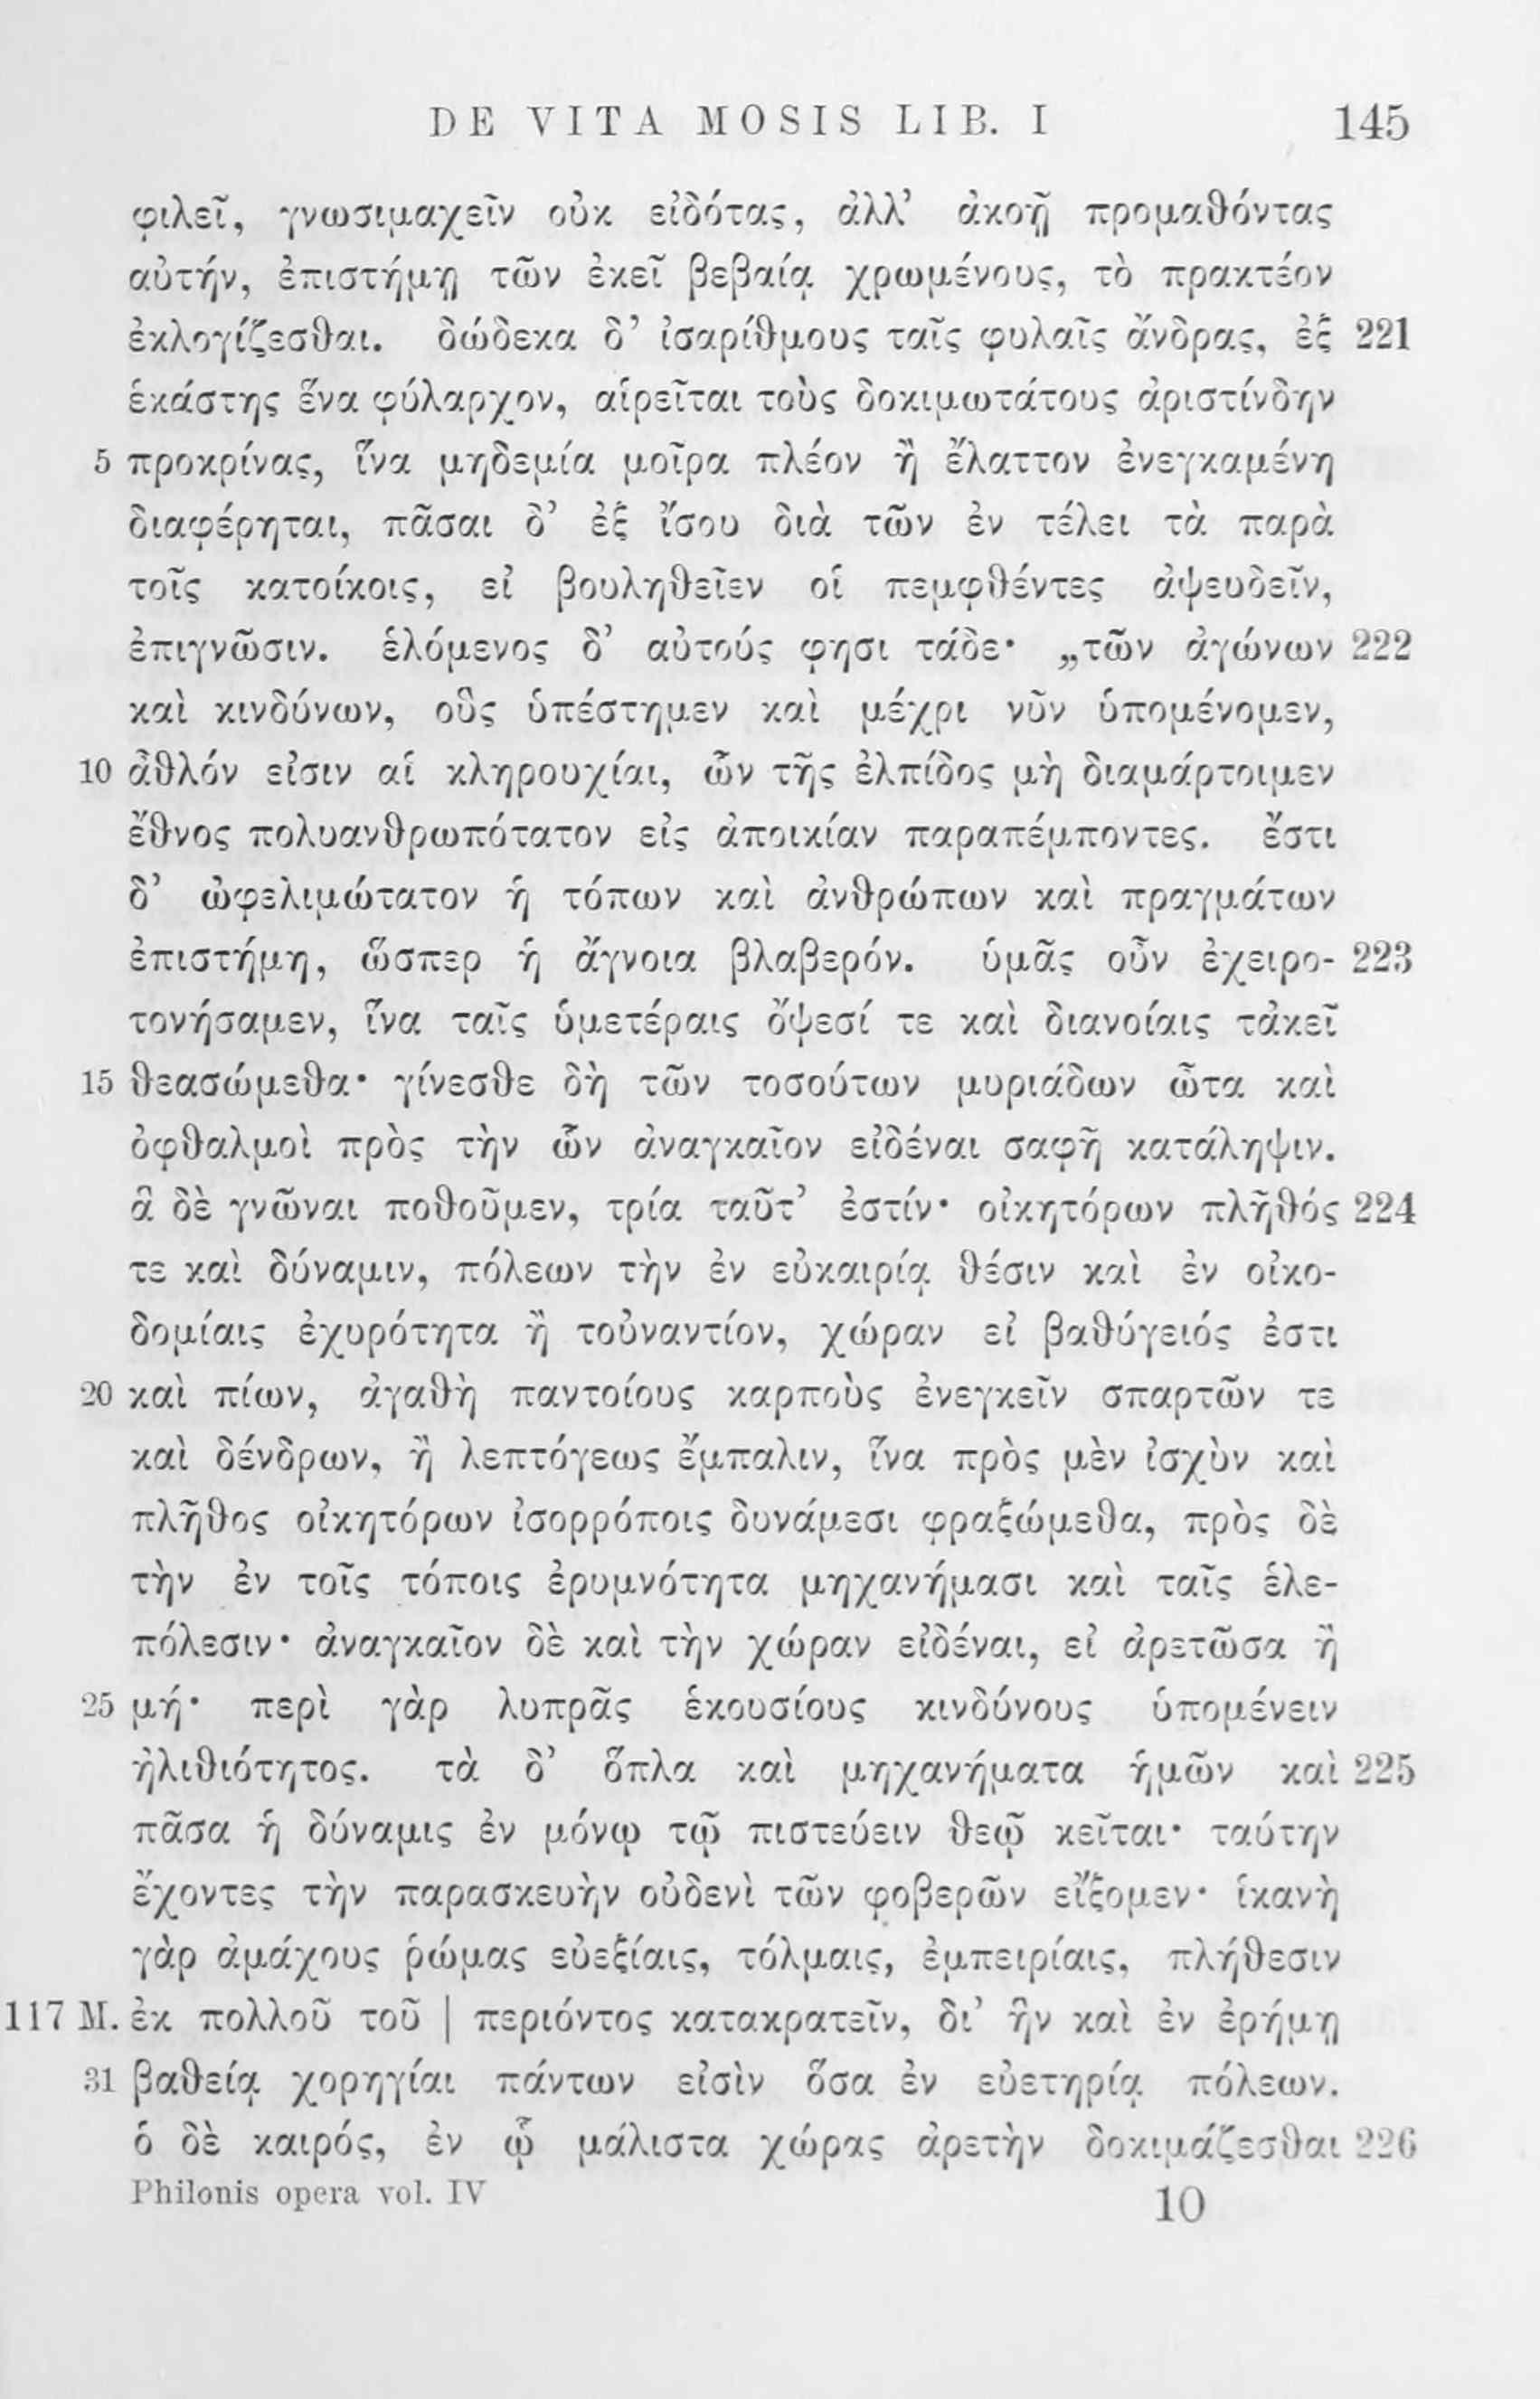 DE VITA MOSIS LIB. I 145
φιλεῖ, γνωσιμαχεῖν οὐκ εἰδότας, ἀλλ’ ἀκοῇ προμαθόντας
αὐτήν, ἐπιστήμῃ τῶν ἐκεῖ βεβαίᾳ χρωμένους, τὸ πρακτέον
ἐκλογίζεσθαι. δώδεκα δ’ ἰσαρίθμους ταῖς φυλαῖς ἄνδρας, ἐξ 221
ἑκάστης ἕνα φύλαρχον, αἱρεῖται τοὺς δοκιμωτάτους ἀριστίνδην
5 προκρίνας, ἵνα μηδεμία μοῖρα πλέον ἢ ἔλαττον ἐνεγκαμένη
διαφέρηται, πᾶσαι δ’ ἐξ ἴσου διὰ τῶν ἐν τέλει τὰ παρὰ
τοῖς κατοίκοις, εἰ βουληθεῖεν οἱ πεμφθέντες ἀψευδεῖν,
ἐπιγνῶσιν. ἑλόμενος δ’ αὐτούς φησι τάδε· „τῶν ἀγώνων 222
καὶ κινδύνων, οὓς ὑπέστημεν καὶ μέχρι νῦν ὑπομένομεν,
10 ἆθλόν εἰσιν αἱ κληρουχίαι, ὧν τῆς ἐλπίδος μὴ διαμάρτοιμεν
ἔθνος πολυανθρωπότατον εἰς ἀποικίαν παραπέμποντες. ἔστι
δ’ ὠφελιμώτατον ἡ τόπων καὶ ἀνθρώπων καὶ πραγμάτων
ἐπιστήμη, ὥσπερ ἡ ἄγνοια βλαβερόν. ὑμᾶς οὖν ἐχειρο- 223
τονήσαμεν, ἵνα ταῖς ὑμετέραις ὄψεσί τε καὶ διανοίαις τἀκεῖ
15 θεασώμεθα· γίνεσθε δὴ τῶν τοσούτων μυριάδων ὦτα καὶ
ὀφθαλμοὶ πρὸς τὴν ὧν ἀναγκαῖον εἰδέναι σαφῆ κατάληψιν.
ἃ δὲ γνῶναι ποθοῦμεν, τρία ταῦτ’ ἐστίν· οἰκητόρων πλῆθός 224
τε καὶ δύναμιν, πόλεων τὴν ἐν εὐκαιρίᾳ θέσιν καὶ ἐν οἰκο-
δομίαις ἐχυρότητα ἢ τοὐναντίον, χώραν εἰ βαθύγειός ἐστι
20 καὶ πίων, ἀγαθὴ παντοίους καρποὺς ἐνεγκεῖν σπαρτῶν τε
καὶ δένδρων, ἢ λεπτόγεως ἔμπαλιν, ἵνα πρὸς μὲν ἰσχὺν καὶ
πλῆθος οἰκητόρων ἰσορρόποις δυνάμεσι φραξώμεθα, πρὸς δὲ
τὴν ἐν τοῖς τόποις ἐρυμνότητα μηχανήμασι καὶ ταῖς ἑλε-
πόλεσιν· ἀναγκαῖον δὲ καὶ τὴν χώραν εἰδέναι, εἰ ἀρετῶσα ἢ
25 μή· περὶ γὰρ λυπρᾶς ἑκουσίους κινδύνους ὑπομένειν
ἠλιθιότητος. τὰ δ’ ὅπλα καὶ μηχανήματα ἡμῶν καὶ 225
πᾶσα ἡ δύναμις ἐν μόνῳ τῷ πιστεύειν θεῷ κεῖται· ταύτην
ἔχοντες τὴν παρασκευὴν οὐδενὶ τῶν φοβερῶν εἴξομεν· ἱκανὴ
γὰρ ἀμάχους ῥώμας εὐεξίαις, τόλμαις, ἐμπειρίαις, πλήθεσιν
117 M. ἐκ πολλοῦ τοῦ | περιόντος κατακρατεῖν, δι’ ἣν καὶ ἐν ἐρήμῃ
31 βαθείᾳ χορηγίαι πάντων εἰσὶν ὅσα ἐν εὐετηρίᾳ πόλεων.
ὁ δὲ καιρός, ἐν ᾧ μάλιστα χώρας ἀρετὴν δοκιμάζεσθαι 226
Philonis opera vol. IV 10